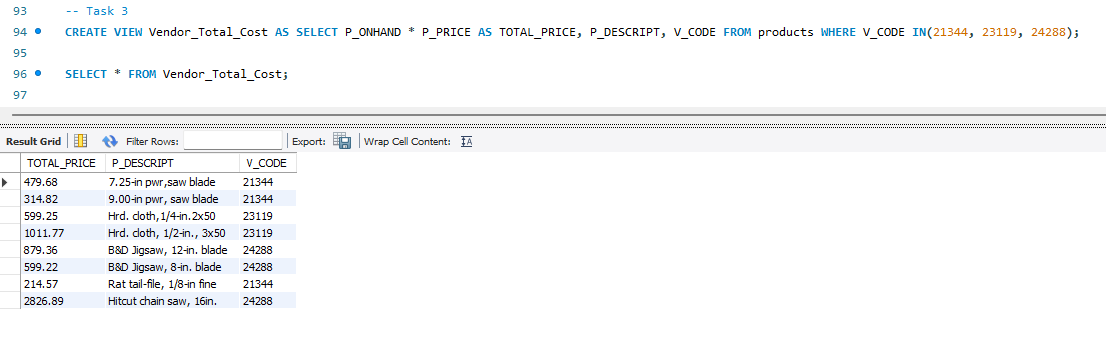 93 -- Task 3
94 CREATE VIEW Vendor_Total_Cost AS SELECT P_ONHAND * P_PRICE AS TOTAL_PRICE, P_DESCRIPT, V_CODE FROM products WHERE V_CODE IN(21344, 23119, 24288);
95
96 SELECT * FROM Vendor_Total_Cost;
97
Result Grid Filter Rows: Export: Wrap Cell Content: IA
TOTAL_PRICE P_DESCRIPT V_CODE
479.68 7.25-in pwr,saw blade 21344
314.82 9.00-in pwr, saw blade 21344
599.25 Hrd. cloth,1/4-in.2x50 23119
1011.77 Hrd. cloth, 1/2-in., 3x50 23119
879.36 B&D Jigsaw, 12-in. blade 24288
599.22 B&D Jigsaw, 8-in. blade 24288
214.57 Rat tail-file, 1/8-in fine 21344
2826.89 Hitcut chain saw, 16in. 24288